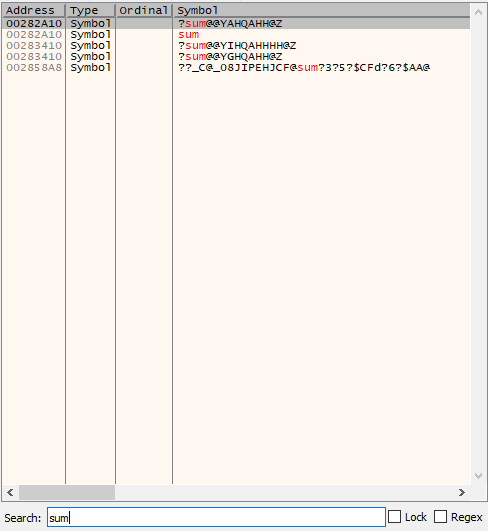 Address Type Ordinal Symbol
00282A10 Symbol ?sum@@YAHQAHH@Z
00282A10 Symbol sum
00283410 Symbol ?sum@@YIHQAHHHH@Z
00283410 Symbol ?sum@@YGHQAHH@Z
002858A8 Symbol ??_C@_08JIPEHJCF@sum?3?5?$CFd?6?$AA@
Search: sum Lock Regex